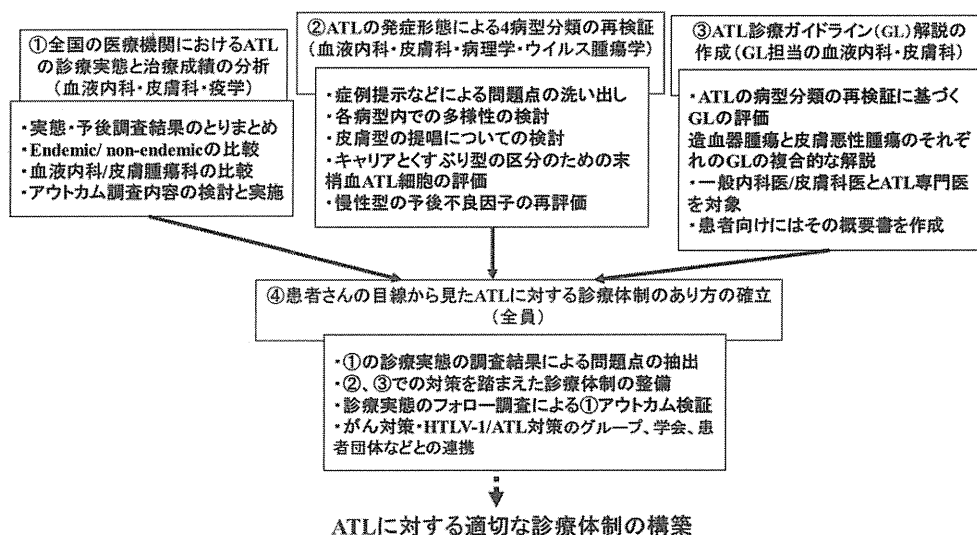 ①全国の医療機関におけるATL
の診療実態と治療成績の分析
(血液内科・皮膚科・疫学)
・実態・予後調査結果のとりまとめ
・Endemic/ non-endemicの比較
・血液内科/皮膚腫瘍科の比較
・アウトカム調査内容の検討と実施
②ATLの発症形態による4病型分類の再検証
(血液内科・皮膚科・病理学・ウイルス腫瘍学)
・症例提示などによる問題点の洗い出し
・各病型内での多様性の検討
・皮膚型の提唱についての検討
・キャリアとくすぶり型の区分のための末
梢血ATL細胞の評価
・慢性型の予後不良因子の再評価
③ATL診療ガイドライン(GL)解説の
作成(GL担当の血液内科・皮膚科)
・ATLの病型分類の再検証に基づく
GLの評価
造血器腫瘍と皮膚悪性腫瘍のそれぞ
れのGLの複合的な解説
・一般内科医/皮膚科医とATL専門医
を対象
・患者向けにはその概要書を作成
④患者さんの目線から見たATLに対する診療体制のあり方の確立
(全員)
・①の診療実態の調査結果による問題点の抽出
・②、③での対策を踏まえた診療体制の整備
・診療実態のフォロー調査による①アウトカム検証
・がん対策・HTLV-1/ATL対策のグループ、学会、患
者団体などとの連携
ATLに対する適切な診療体制の構築